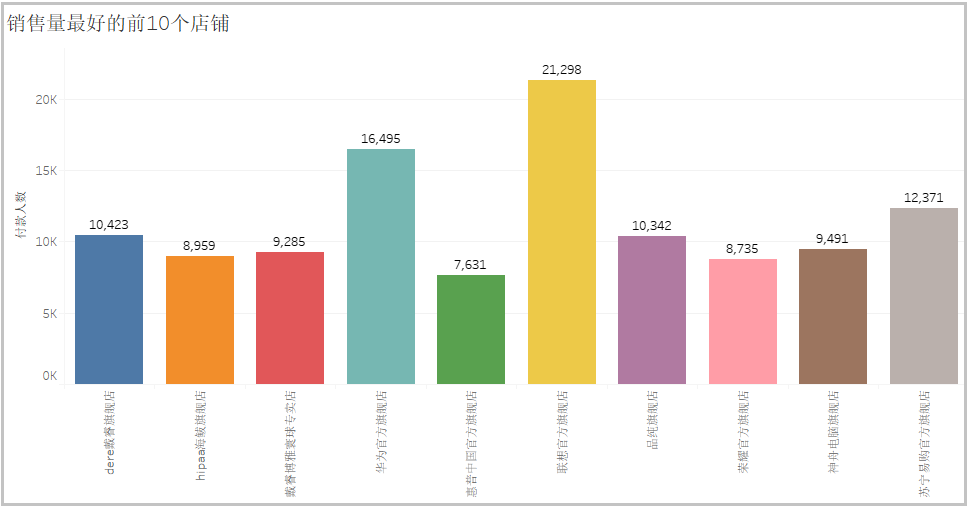 销售量最好的前10个店铺
付款人数
20K
15K
10K
5K
0K
10,423
8,959
9,285
16,495
7,631
21,298
10,342
8,735
9,491
12,371
dere戴睿旗舰店
hipaa海鲅旗舰店
戴睿博雅寰球专卖店
华为官方旗舰店
惠普中国官方旗舰店
联想官方旗舰店
品纯旗舰店
荣耀官方旗舰店
神舟电脑旗舰店
苏宁易购官方旗舰店